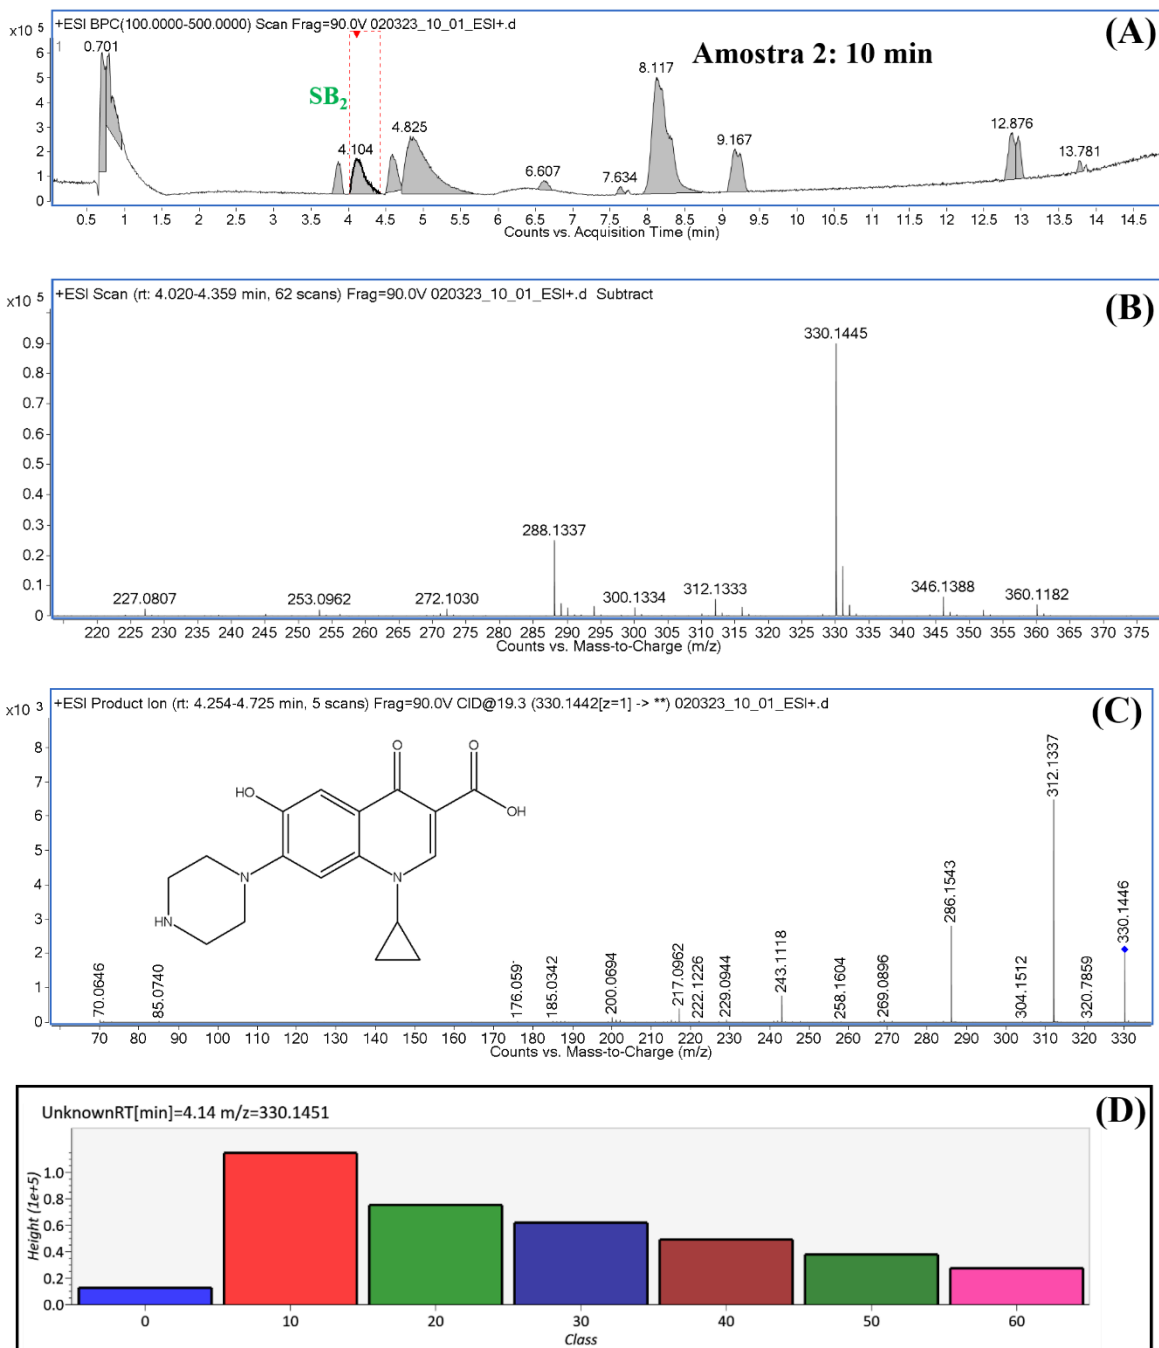 +ESI BPC(100.0000-500.0000) Scan Frag=90.0V 020323_10_01_ESI+.d
(A)
x10 5
1
0.701
Amostra 2: 10 min
SB2
4.104
4.825
6.607
7.634
8.117
9.167
12.876
13.781
6
5
4
3
2
1
0
0.5 1 1.5 2 2.5 3 3.5 4 4.5 5 5.5 6 6.5 7 7.5 8 8.5 9 9.5 10 10.5 11 11.5 12 12.5 13 13.5 14 14.5
Counts vs. Acquisition Time (min)
+ESI Scan (rt: 4.020-4.359 min, 62 scans) Frag=90.0V 020323_10_01_ESI+.d Subtract
(B)
x10 5
0.9
0.8
0.7
0.6
0.5
0.4
0.3
0.2
0.1
0
227.0807
253.0962
272.1030
288.1337
300.1334
312.1333
330.1445
346.1388
360.1182
220 225 230 235 240 245 250 255 260 265 270 275 280 285 290 295 300 305 310 315 320 325 330 335 340 345 350 355 360 365 370 375
Counts vs. Mass-to-Charge (m/z)
+ESI Product Ion (rt: 4.254-4.725 min, 5 scans) Frag=90.0V CID@19.3 (330.1442[z=1] -> **) 020323_10_01_ESI+.d
(C)
x10 3
8
7
6
5
4
3
2
1
0
O
O
HO
OH
N
N
HN
70.0646
85.0740
176.059
185.0342
200.0694
217.0962
222.1226
229.0944
243.1118
258.1604
269.0896
286.1543
304.1512
312.1337
320.7859
330.1446
70 80 90 100 110 120 130 140 150 160 170 180 190 200 210 220 230 240 250 260 270 280 290 300 310 320 330
Counts vs. Mass-to-Charge (m/z)
UnknownRT[min]=4.14 m/z=330.1451
(D)
Height (1e+5)
1.0
0.8
0.6
0.4
0.2
0.0
0 10 20 30 40 50 60
Class